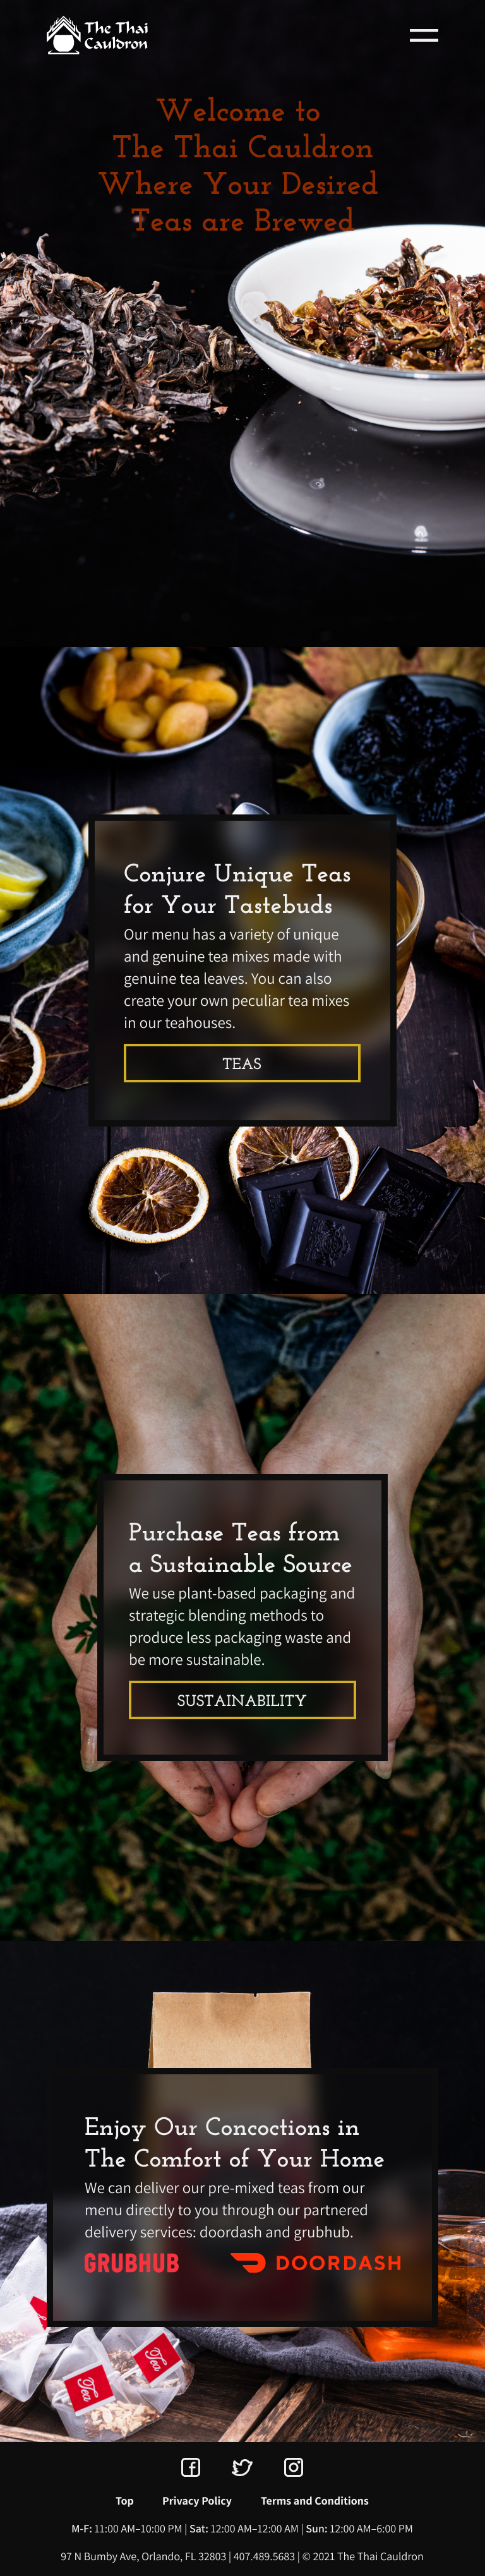 The Thai
Cauldron
Welcome to
The Thai Cauldron
Where Your Desired
Teas are Brewed
Conjure Unique Teas
for Your Tastebuds
Our menu has a variety of unique
and genuine tea mixes made with
genuine tea leaves. You can also
create your own peculiar tea mixes
in our teahouses.
TEAS
Purchase Teas from
a Sustainable Source
We use plant-based packaging and
strategic blending methods to
produce less packaging waste and
be more sustainable.
SUSTAINABILITY
Enjoy Our Concoctions in
The Comfort of Your Home
We can deliver our pre-mixed teas from our
menu directly to you through our partnered
delivery services: doordash and grubhub.
GRUBHUB DOORDASH
Tea Tea
Top Privacy Policy Terms and Conditions
M-F: 11:00 AM–10:00 PM | Sat: 12:00 AM–12:00 AM | Sun: 12:00 AM–6:00 PM
97 N Bumby Ave, Orlando, FL 32803 | 407.489.5683 | © 2021 The Thai Cauldron